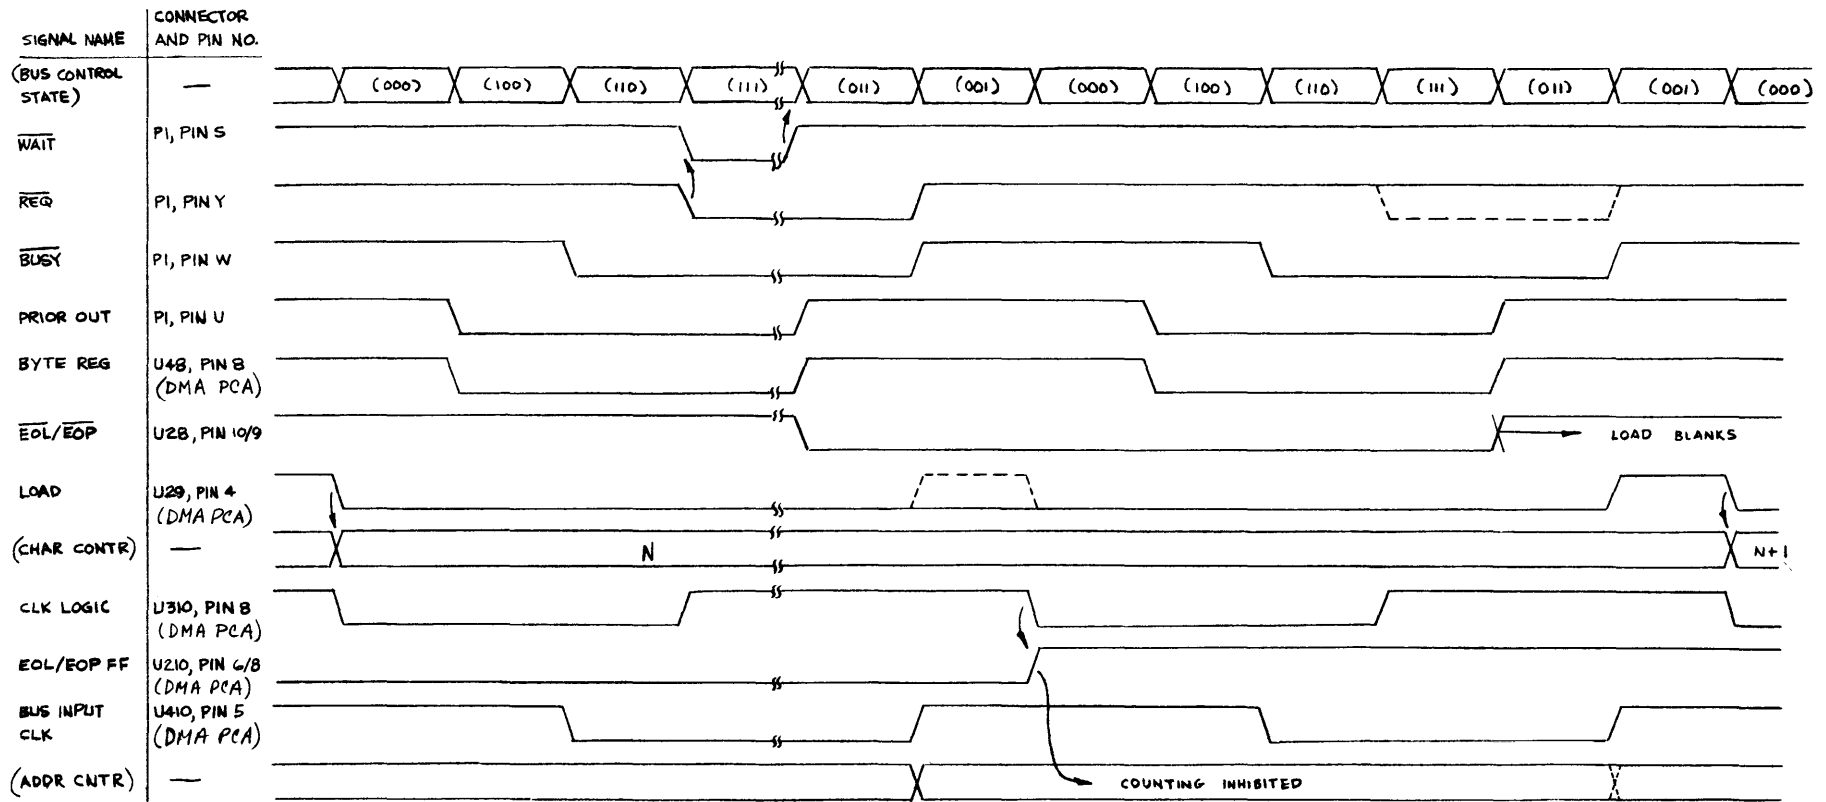 SIGNAL NAME
CONNECTOR
AND PIN NO.
(BUS CONTROL
STATE)
—
(000) (100) (110) (111) (011) (001) (000) (100) (110) (111) (011) (001) (000)
WAIT
P1, PIN S
REQ
P1, PIN Y
BUSY
P1, PIN W
PRIOR OUT
P1, PIN U
BYTE REG
U48, PIN 8
(DMA PCA)
EOL/EOP
U28, PIN 10/9
LOAD BLANKS
LOAD
U29, PIN 4
(DMA PCA)
(CHAR CONTR)
—
N
N+1
CLK LOGIC
U310, PIN 8
(DMA PCA)
EOL/EOP FF
U210, PIN 6/8
(DMA PCA)
BUS INPUT
CLK
U410, PIN 5
(DMA PCA)
(ADDR CNTR)
—
COUNTING INHIBITED